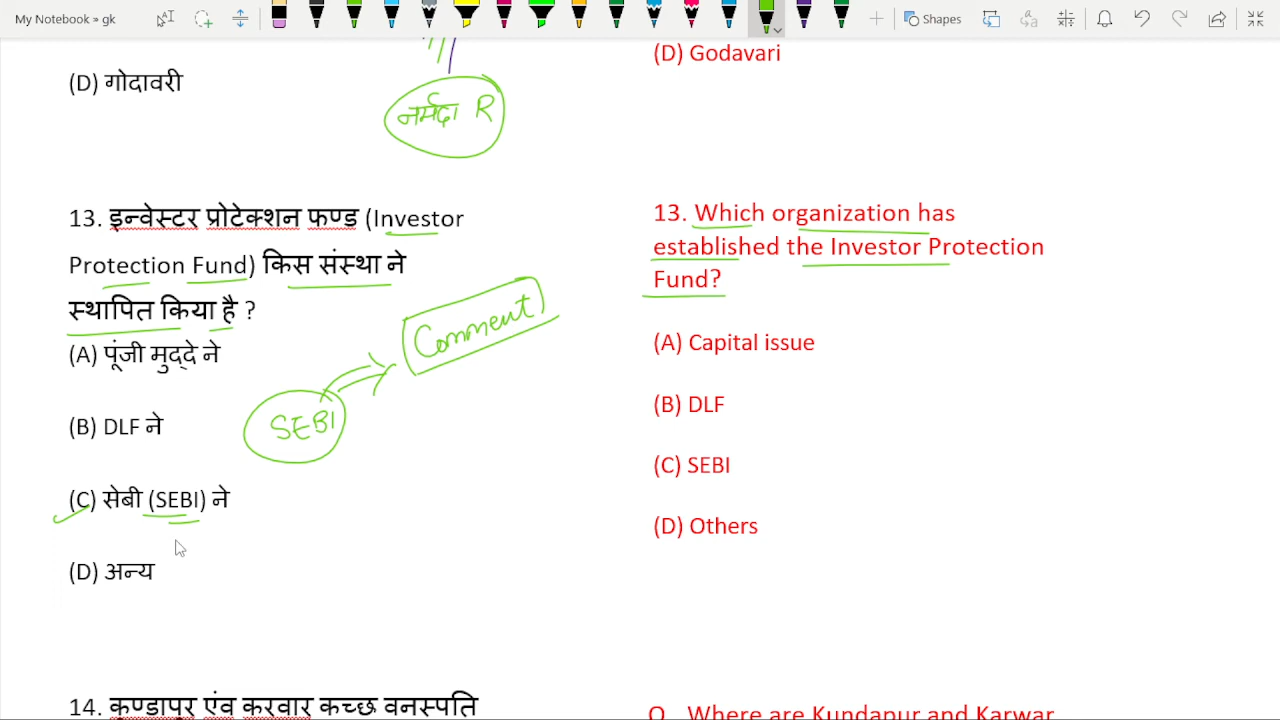 My Notebook » gk
Shapes
(D) गोदावरी
नर्मदा R
(D) Godavari
13. इन्वेस्टर प्रोटेक्शन फण्ड (Investor
Protection Fund) किस संस्था ने
स्थापित किया है ?
(A) पूंजी मुद्दे ने
(B) DLF ने
(C) सेबी (SEBI) ने
(D) अन्य
SEBI
Comment
13. Which organization has
established the Investor Protection
Fund?
(A) Capital issue
(B) DLF
(C) SEBI
(D) Others
14. कुण्डापुर एंव करवार कच्छ वनस्पति
Q. Where are Kundapur and Karwar